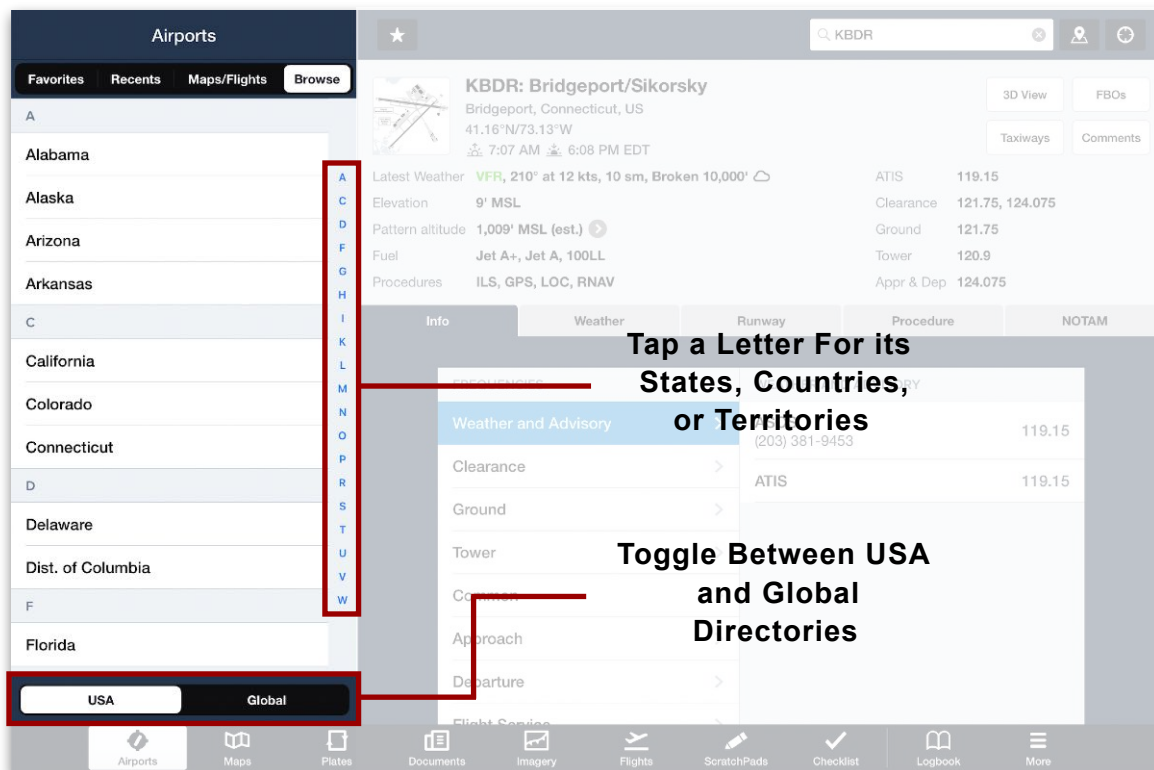 Airports
Favorites Recents Maps/Flights Browse
A
Alabama
Alaska
Arizona
Arkansas
C
California
Colorado
Connecticut
D
Delaware
Dist. of Columbia
F
Florida
USA Global
A
C
D
F
G
H
I
K
L
M
N
O
P
R
S
T
U
V
W
KBDR
KBDR: Bridgeport/Sikorsky
Bridgeport, Connecticut, US
41.16°N/73.13°W
7:07 AM 6:08 PM EDT
3D View FBOs
Taxiways Comments
Latest Weather VFR, 210° at 12 kts, 10 sm, Broken 10,000'
Elevation 9' MSL
Pattern altitude 1,009' MSL (est.)
Fuel Jet A+, Jet A, 100LL
Procedures ILS, GPS, LOC, RNAV
ATIS 119.15
Clearance 121.75, 124.075
Ground 121.75
Tower 120.9
Appr & Dep 124.075
Info Weather Runway Procedure NOTAM
Tap a Letter For its
States, Countries,
or Territories
FREQUENCIES
Weather and Advisory
Clearance
Ground
Tower
Common
Approach
Departure
Flight Service
(203) 381-9453
119.15
ATIS 119.15
Toggle Between USA
and Global
Directories
Airports Maps Plates Documents Imagery Flights ScratchPads Checklist Logbook More